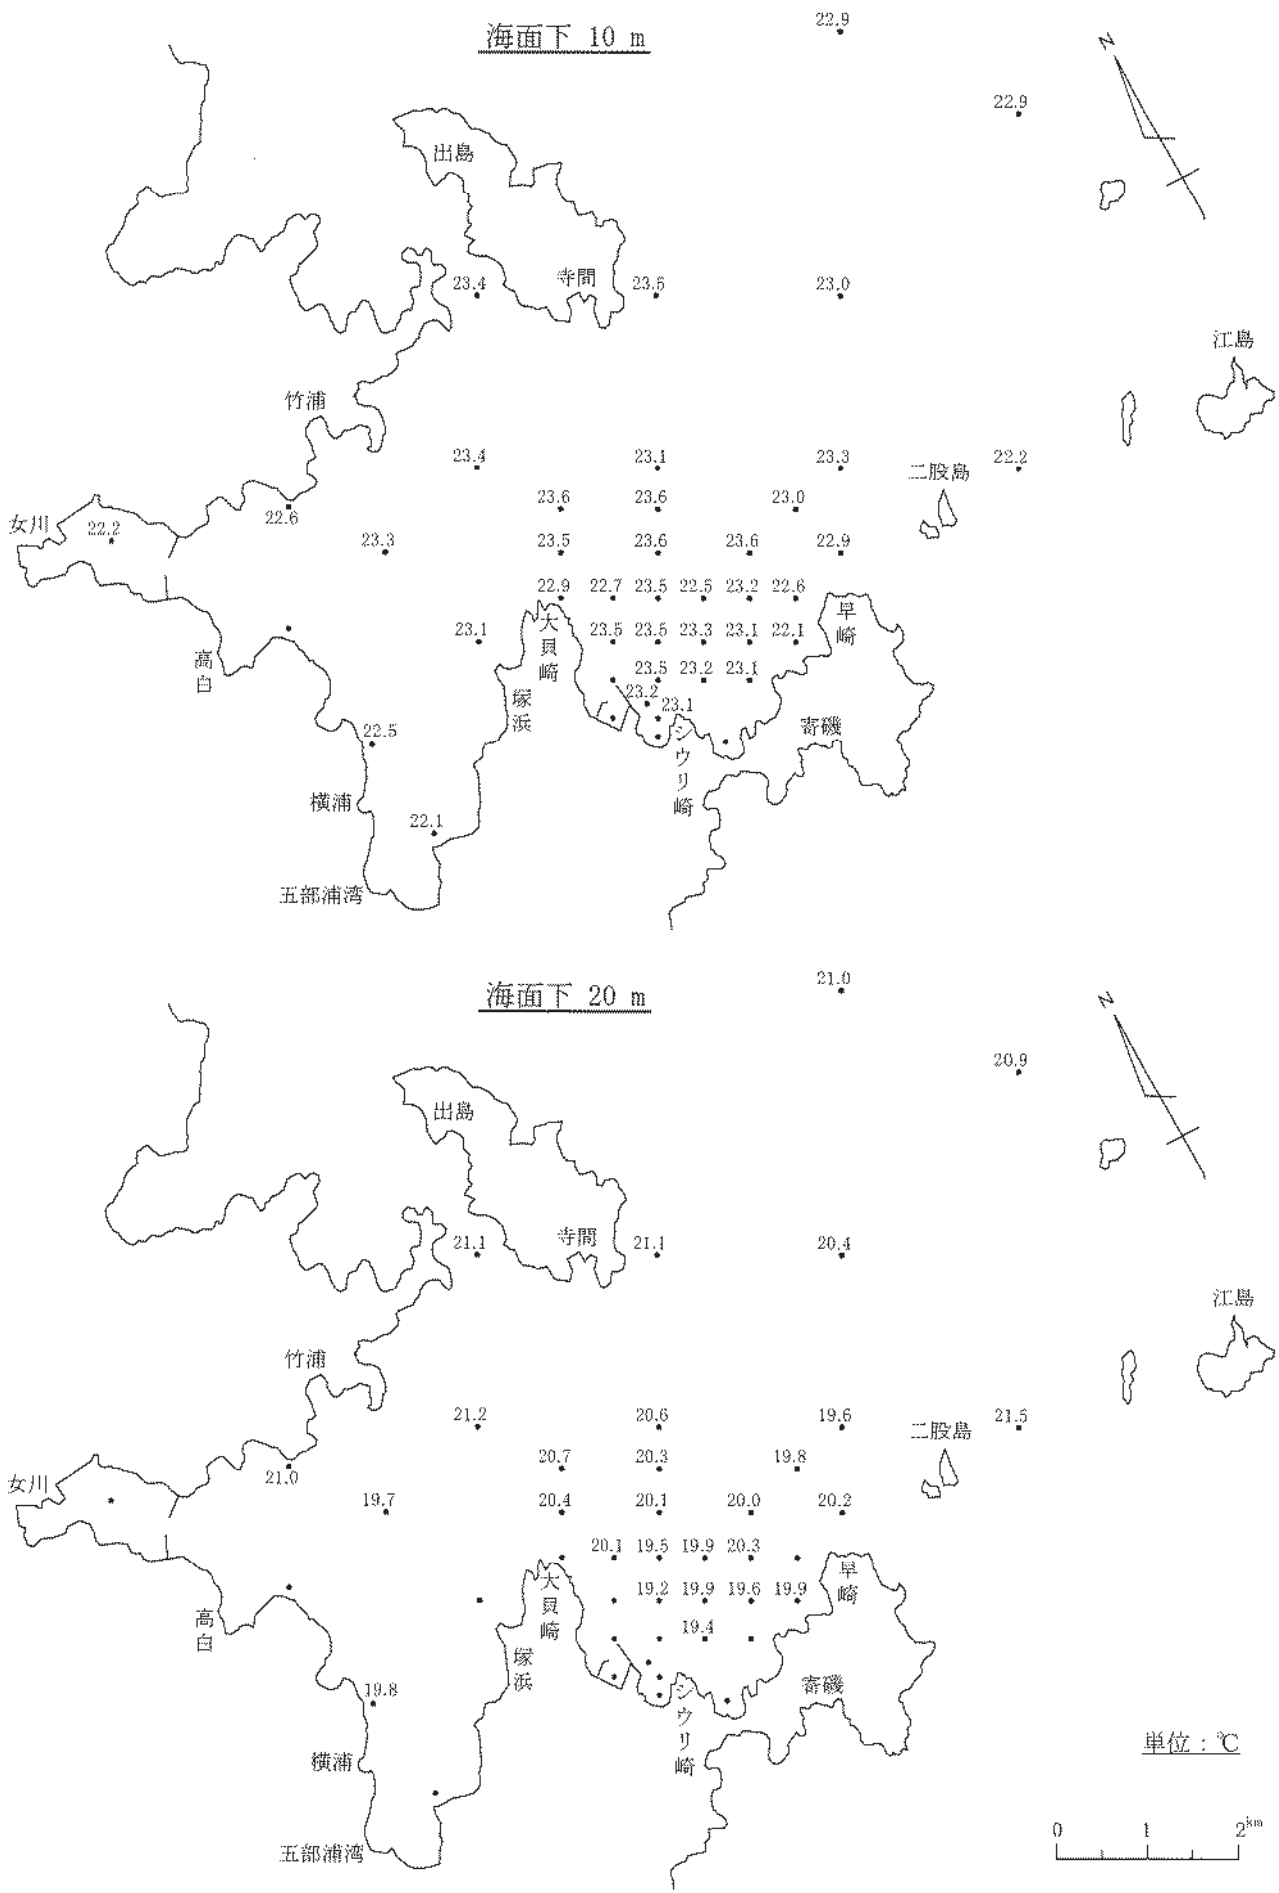 海面下 10 m
22.9
22.9
N
出島
寺間
23.4
23.5
23.0
江島
竹浦
23.4
23.1
23.3
二股島
22.2
23.6
23.6
23.0
女川
22.2
22.6
23.3
23.5
23.6
23.6
22.9
22.9
22.7
23.5
22.5
23.2
22.6
早崎
大貝崎
23.1
23.5
23.5
23.3
23.1
22.1
高白
23.5
23.2
23.1
塚浜
23.2
23.1
シウリ崎
寄磯
22.5
横浦
22.1
五部浦湾
海面下 20 m
21.0
20.9
N
出島
寺間
21.1
21.1
20.4
江島
竹浦
21.2
20.6
19.6
二股島
21.5
20.7
20.3
19.8
女川
21.0
19.7
20.4
20.1
20.0
20.2
20.1
19.5
19.9
20.3
早崎
大貝崎
19.2
19.9
19.6
19.9
高白
19.4
塚浜
シウリ崎
寄磯
19.8
横浦
五部浦湾
単位：℃
0 1 2km